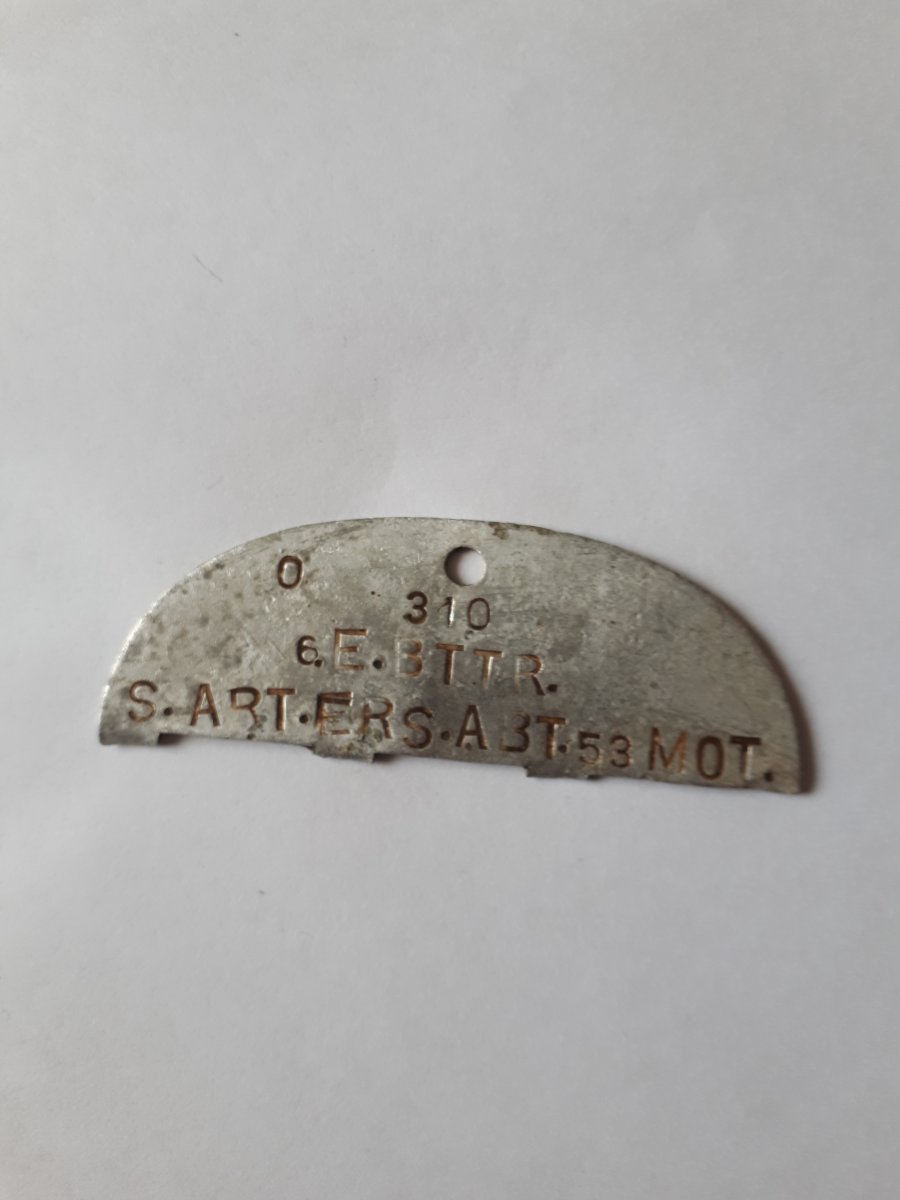 O
310
6.E.BTTR.
S.ART.ERS.ABT.53 MOT.